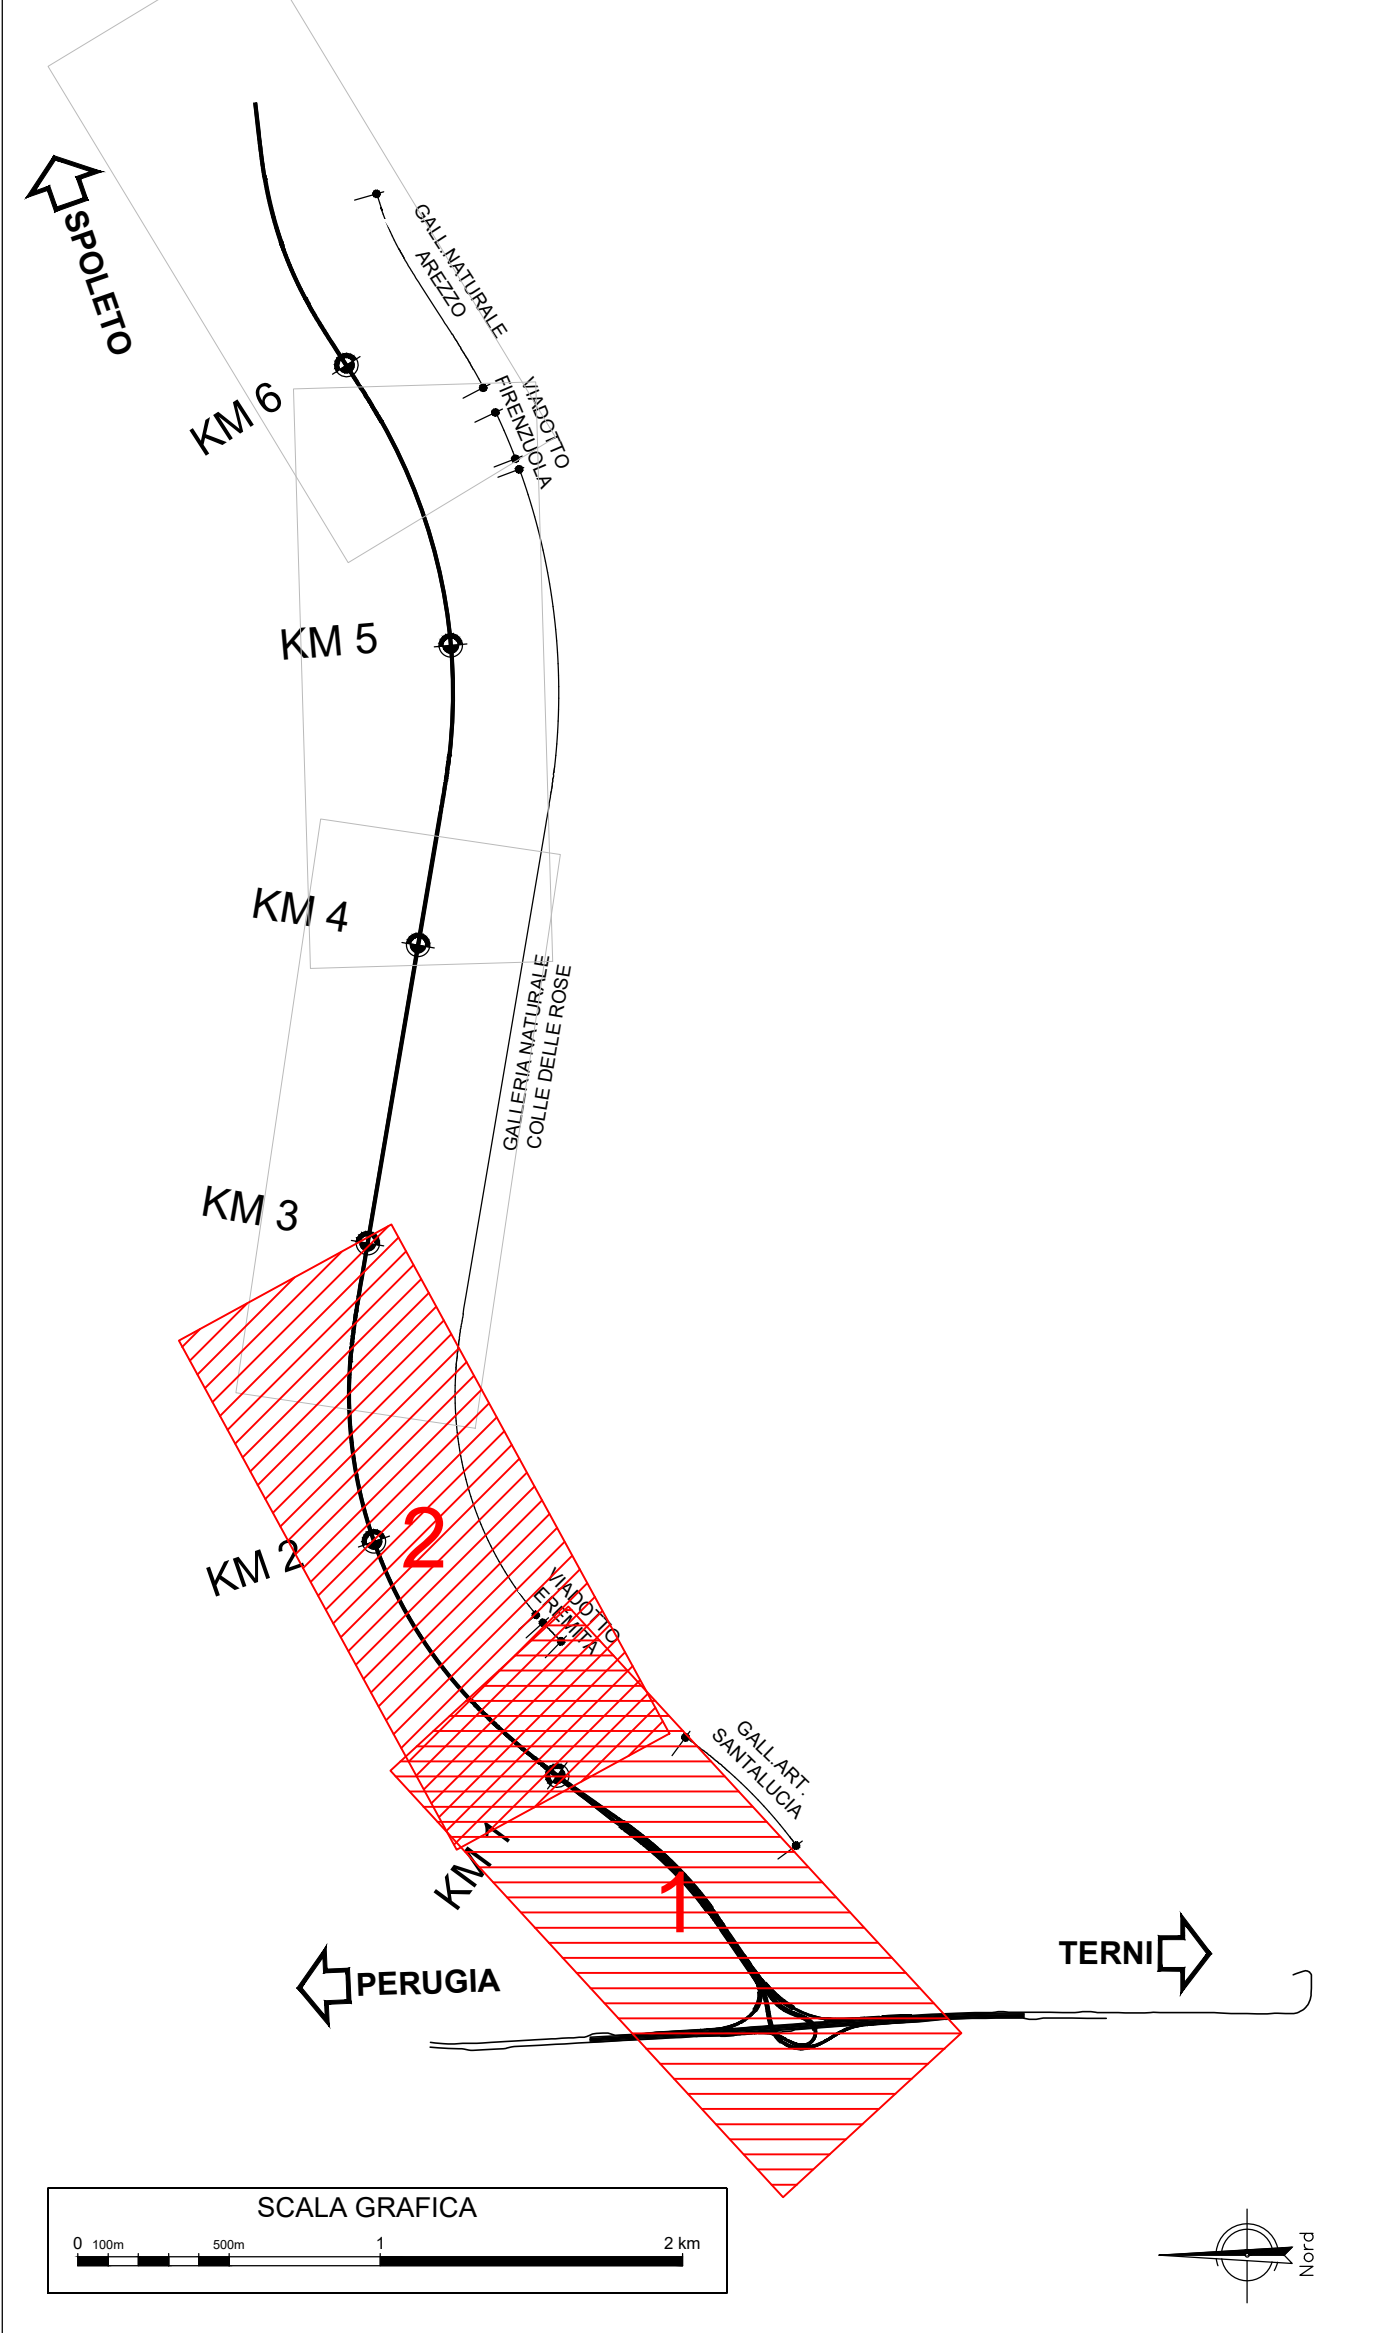 SPOLETO
GALL.NATURALE
AREZZO
KM 6
VIADOTTO
FIRENZUOLA
KM 5
KM 4
GALLERIA NATURALE
COLLE DELLE ROSE
KM 3
2
KM 2
VIADOTTO
EREMITA
GALL.ART.
SANTALUCIA
KM 1
1
TERNI
PERUGIA
SCALA GRAFICA
0 100m 500m 1 2 km
Nord